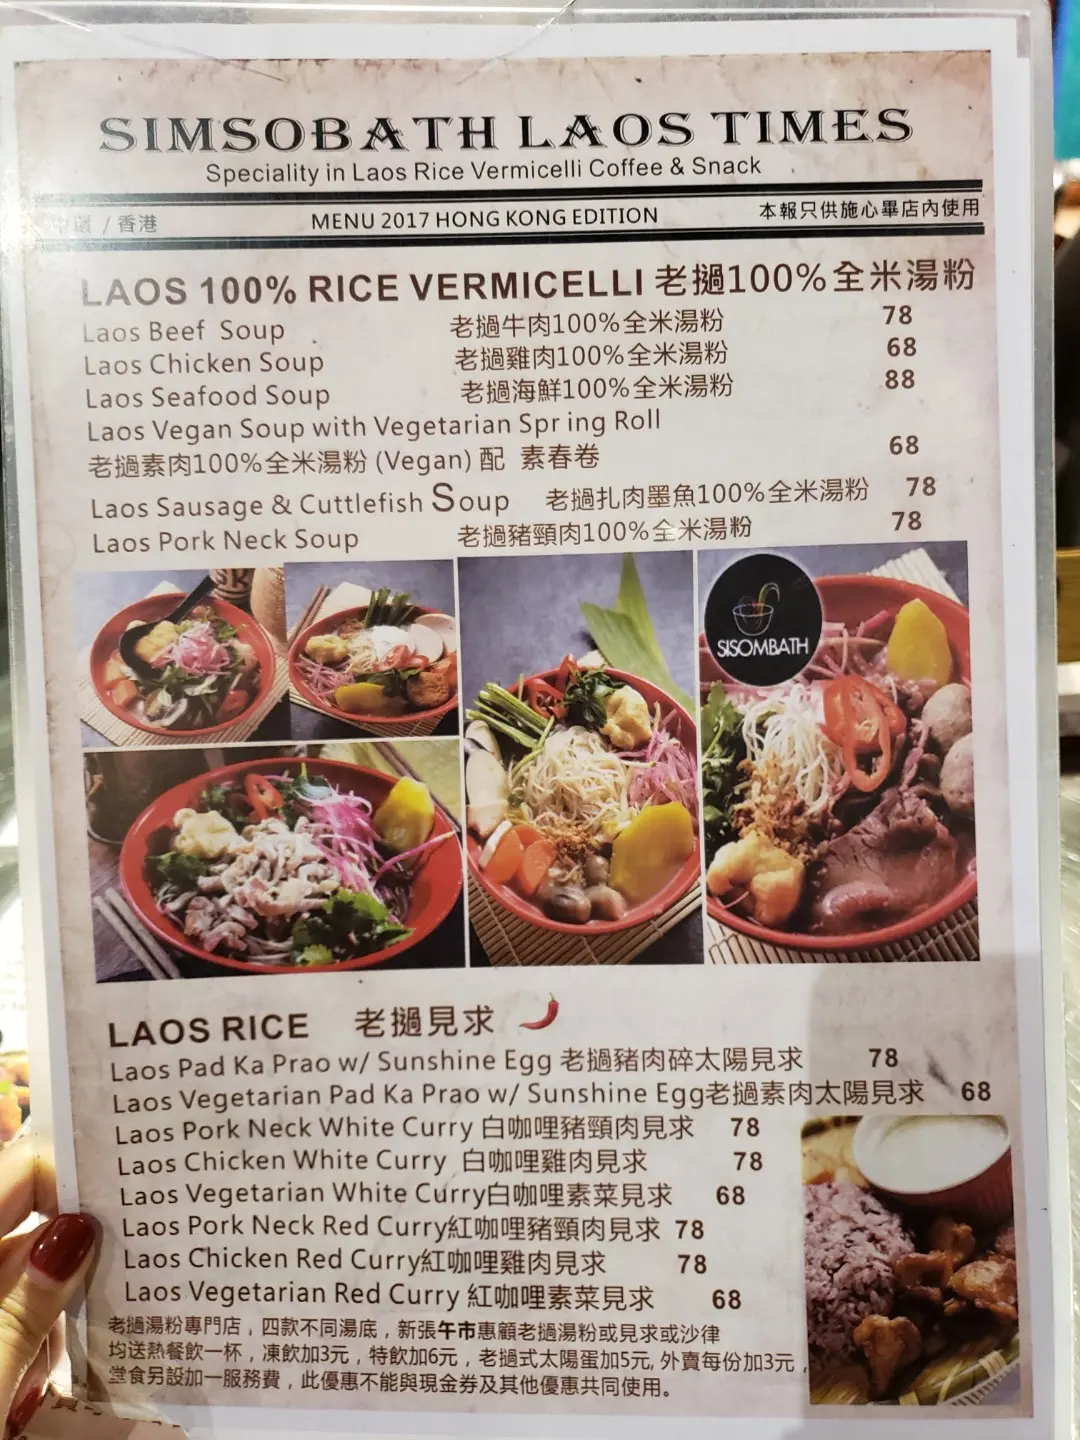 SIMSOBATH LAOS TIMES
Speciality in Laos Rice Vermicelli Coffee & Snack
中環 / 香港 MENU 2017 HONG KONG EDITION 本報只供施心畢店內使用
LAOS 100% RICE VERMICELLI 老撾100%全米湯粉
Laos Beef Soup 老撾牛肉100%全米湯粉 78
Laos Chicken Soup 老撾雞肉100%全米湯粉 68
Laos Seafood Soup 老撾海鮮100%全米湯粉 88
Laos Vegan Soup with Vegetarian Spr ing Roll
老撾素肉100%全米湯粉 (Vegan) 配 素春卷 68
Laos Sausage & Cuttlefish Soup 老撾扎肉墨魚100%全米湯粉 78
Laos Pork Neck Soup 老撾豬頸肉100%全米湯粉 78
SISOMBATH
LAOS RICE 老撾見求
Laos Pad Ka Prao w/ Sunshine Egg 老撾豬肉碎太陽見求 78
Laos Vegetarian Pad Ka Prao w/ Sunshine Egg老撾素肉太陽見求 68
Laos Pork Neck White Curry 白咖哩豬頸肉見求 78
Laos Chicken White Curry 白咖哩雞肉見求 78
Laos Vegetarian White Curry白咖哩素菜見求 68
Laos Pork Neck Red Curry紅咖哩豬頸肉見求 78
Laos Chicken Red Curry紅咖哩雞肉見求 78
Laos Vegetarian Red Curry 紅咖哩素菜見求 68
老撾湯粉專門店，四款不同湯底，新張午市惠顧老撾湯粉或見求或沙律
均送熱餐飲一杯，凍飲加3元，特飲加6元，老撾式太陽蛋加5元, 外賣每份加3元，
堂食另設加一服務費，此優惠不能與現金券及其他優惠共同使用。